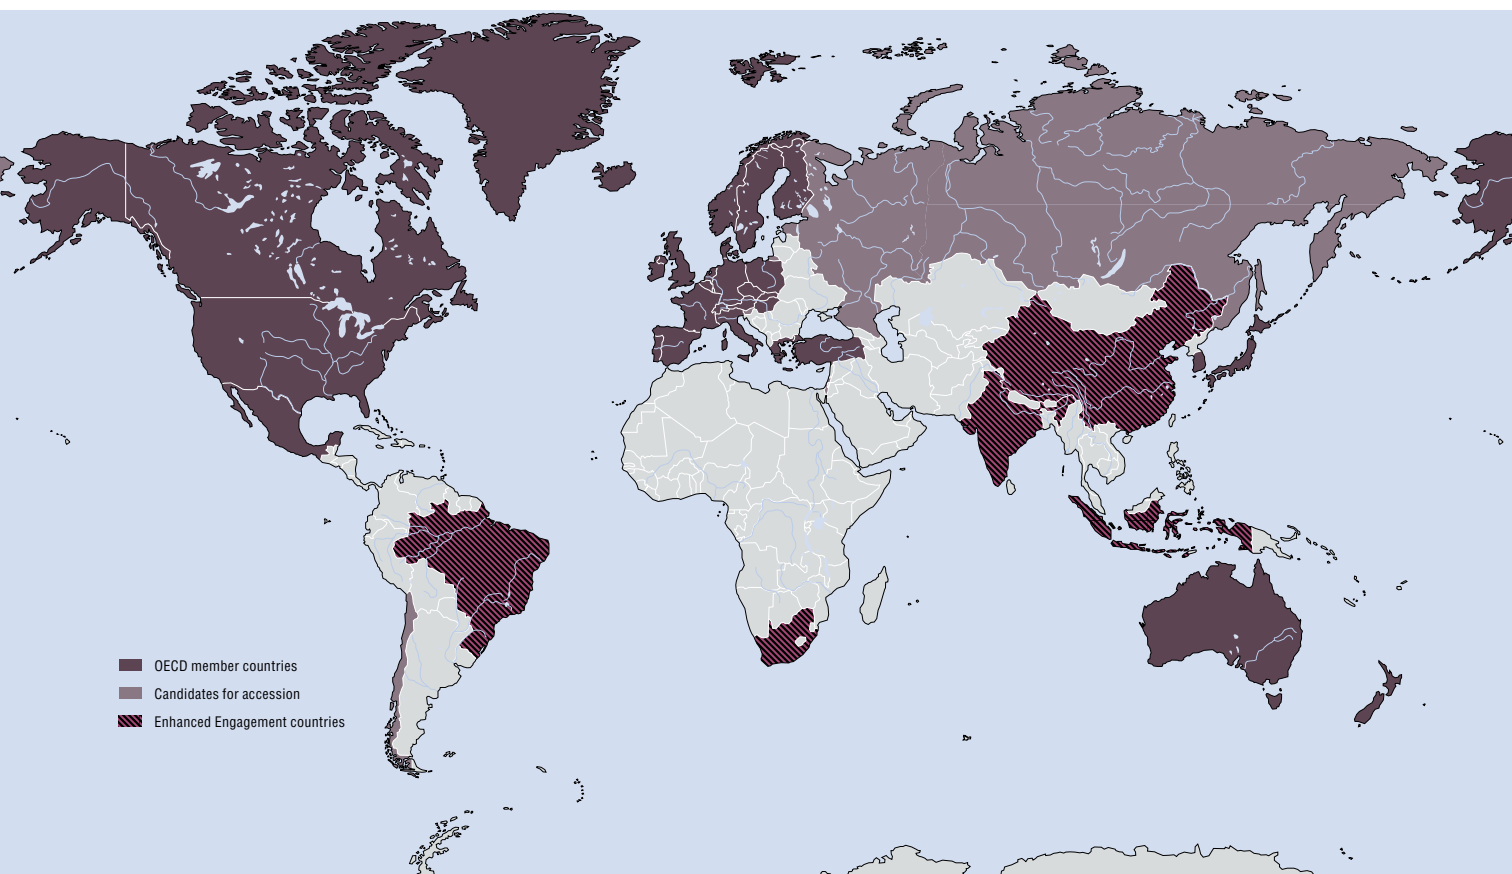 OECD member countries
Candidates for accession
Enhanced Engagement countries